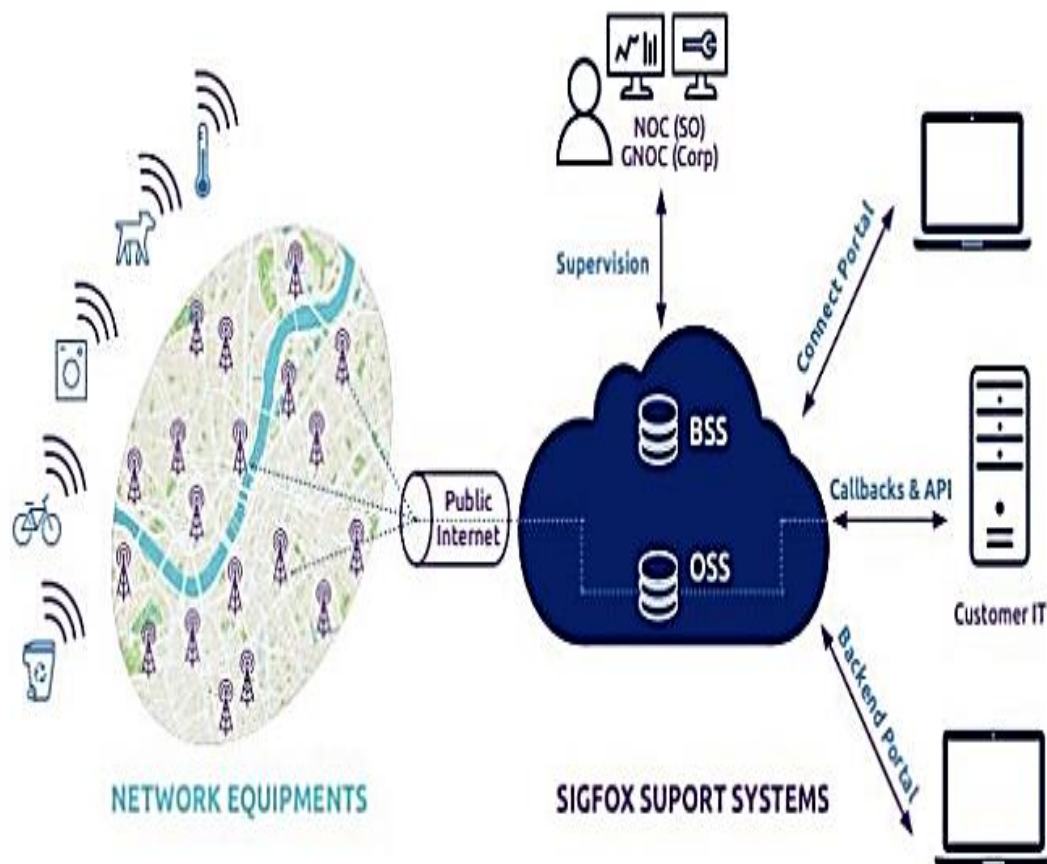 NOC (SO)
GNOC (Corp)
Supervision
Connect Portal
BSS
Public
Internet
Callbacks & API
OSS
Customer IT
Backend Portal
NETWORK EQUIPMENTS
SIGFOX SUPORT SYSTEMS